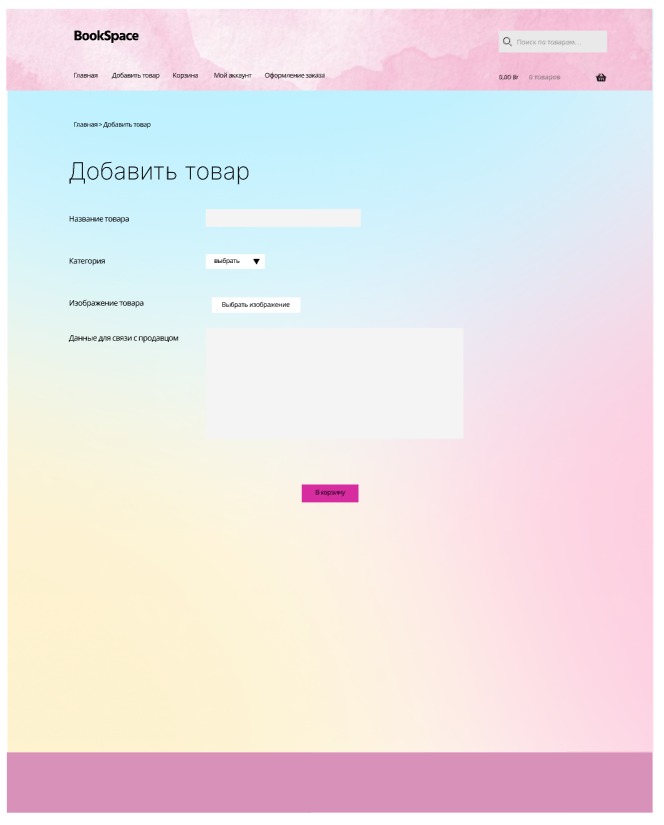 BookSpace
Поиск по товарам...
Главная Добавить товар Корзина Мой аккаунт Оформление заказа
0,00 Br 0 товаров
Главная > Добавить товар
Добавить товар
Название товара
Категория
выбрать
Изображение товара
Выбрать изображение
Данные для связи с продавцом
В корзину